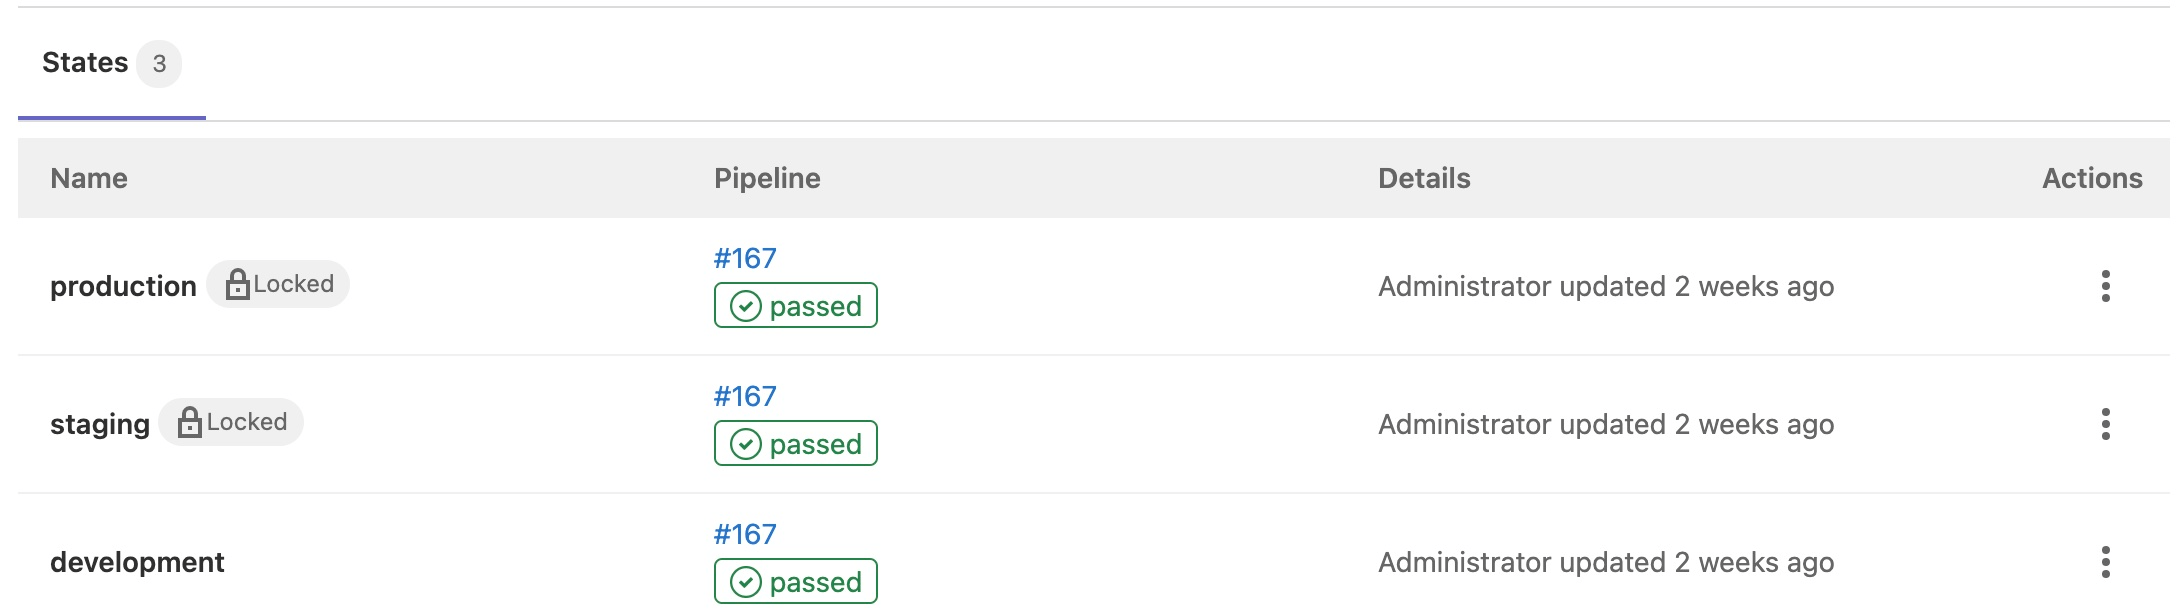 States 3
Name Pipeline Details Actions
production Locked #167 passed Administrator updated 2 weeks ago
staging Locked #167 passed Administrator updated 2 weeks ago
development #167 passed Administrator updated 2 weeks ago